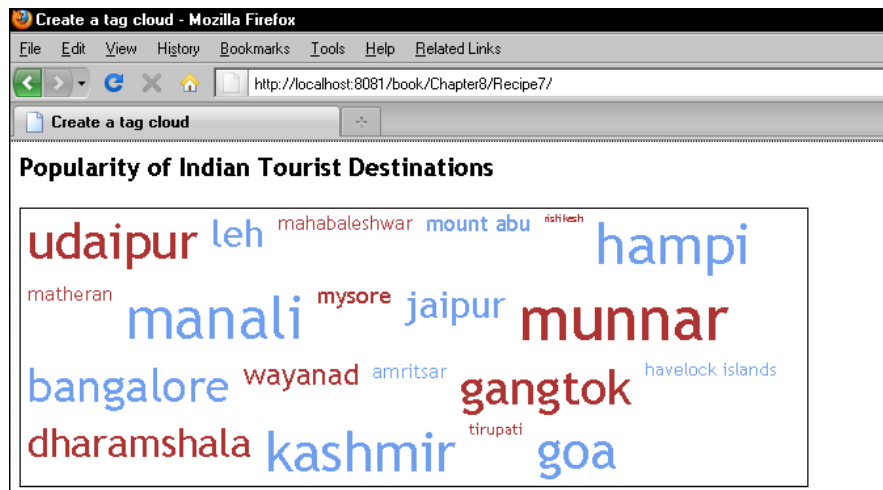 Create a tag cloud - Mozilla Firefox
File Edit View History Bookmarks Tools Help Related Links
http://localhost:8081/book/Chapter8/Recipe7/
Create a tag cloud
Popularity of Indian Tourist Destinations
udaipur leh mahabaleshwar mount abu rishikesh hampi
matheran manali mysore jaipur munnar
bangalore wayanad amritsar gangtok havelock islands
dharamshala kashmir tirupati goa